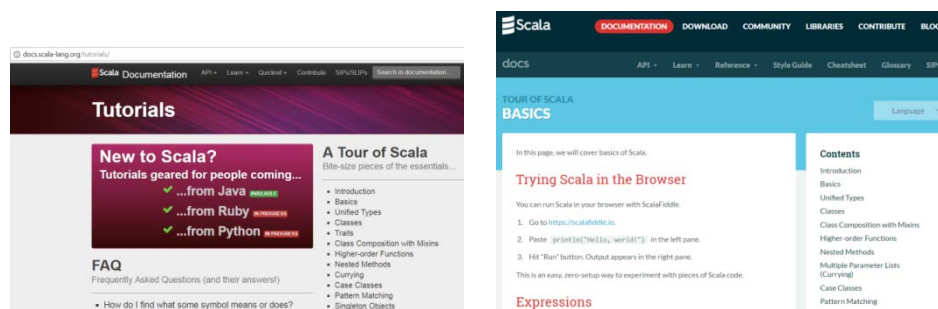 docs.scala-lang.org/tutorials/
Scala Documentation API Learn Quickref Contribute SIPs/SLIPs Search in documentation...
Tutorials
New to Scala?
Tutorials geared for people coming...
...from Java AVAILABLE
...from Ruby IN PROGRESS
...from Python IN PROGRESS
FAQ
Frequently Asked Questions (and their answers!)
How do I find what some symbol means or does?
A Tour of Scala
Bite-size pieces of the essentials...
Introduction
Basics
Unified Types
Classes
Traits
Class Composition with Mixins
Higher-order Functions
Nested Methods
Currying
Case Classes
Pattern Matching
Singleton Objects
Scala DOCUMENTATION DOWNLOAD COMMUNITY LIBRARIES CONTRIBUTE BLOG
docs API Learn Reference Style Guide Cheatsheet Glossary SIP
TOUR OF SCALA
BASICS
Language
In this page, we will cover basics of Scala.
Trying Scala in the Browser
You can run Scala in your browser with ScalaFiddle.
1. Go to https://scalafiddle.io.
2. Paste println("Hello, world!") in the left pane.
3. Hit "Run" button. Output appears in the right pane.
This is an easy, zero-setup way to experiment with pieces of Scala code.
Expressions
Contents
Introduction
Basics
Unified Types
Classes
Class Composition with Mixins
Higher-order Functions
Nested Methods
Multiple Parameter Lists
(Currying)
Case Classes
Pattern Matching